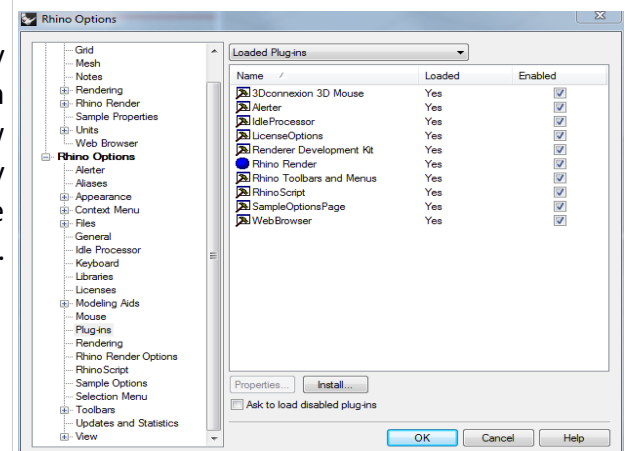 Rhino Options
Grid
Mesh
Notes
Rendering
Rhino Render
Sample Properties
Units
Web Browser
Rhino Options
Alerter
Aliases
Appearance
Context Menu
Files
General
Idle Processor
Keyboard
Libraries
Licenses
Modeling Aids
Mouse
Plug-ins
Rendering
Rhino Render Options
RhinoScript
Sample Options
Selection Menu
Toolbars
Updates and Statistics
View
Loaded Plug-ins
Name Loaded Enabled
3Dconnexion 3D Mouse Yes
Alerter Yes
IdleProcessor Yes
LicenseOptions Yes
Renderer Development Kit Yes
Rhino Render Yes
Rhino Toolbars and Menus Yes
RhinoScript Yes
SampleOptionsPage Yes
WebBrowser Yes
Properties... Install...
Ask to load disabled plug-ins
OK Cancel Help